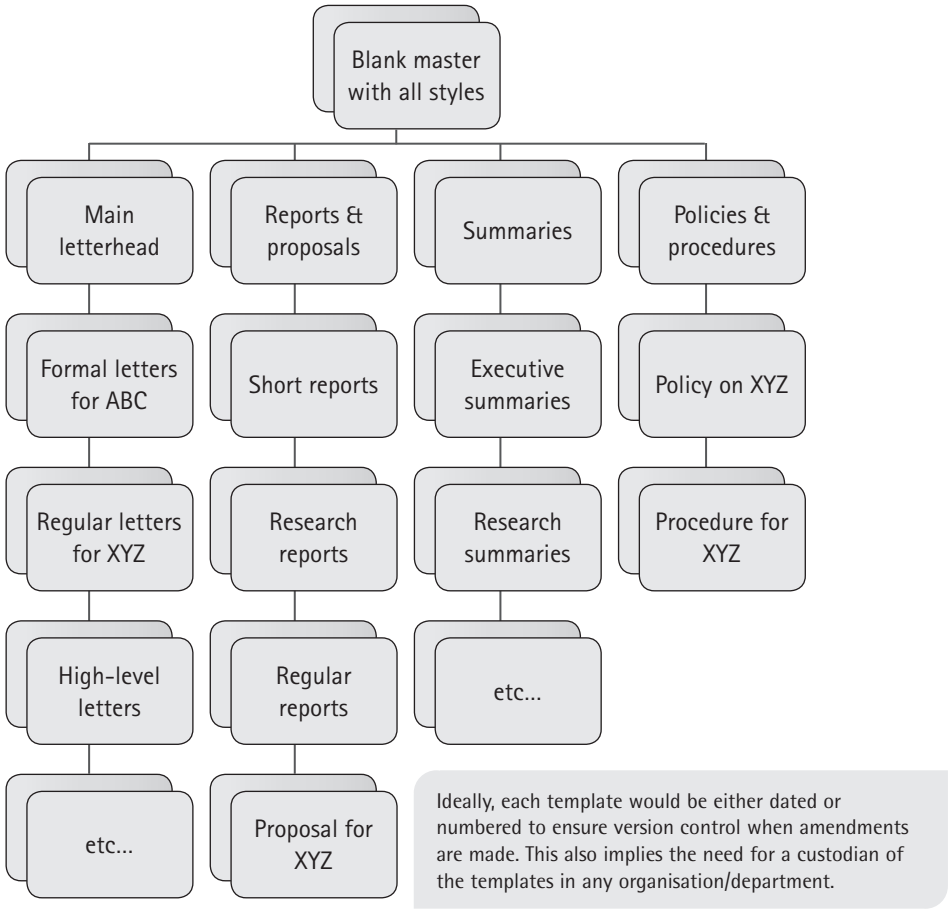 Blank master
with all styles
Main
letterhead
Reports &
proposals
Summaries
Policies &
procedures
Formal letters
for ABC
Short reports
Executive
summaries
Policy on XYZ
Regular letters
for XYZ
Research
reports
Research
summaries
Procedure for
XYZ
High-level
letters
Regular
reports
etc...
etc...
Proposal for
XYZ
Ideally, each template would be either dated or
numbered to ensure version control when amendments
are made. This also implies the need for a custodian of
the templates in any organisation/department.